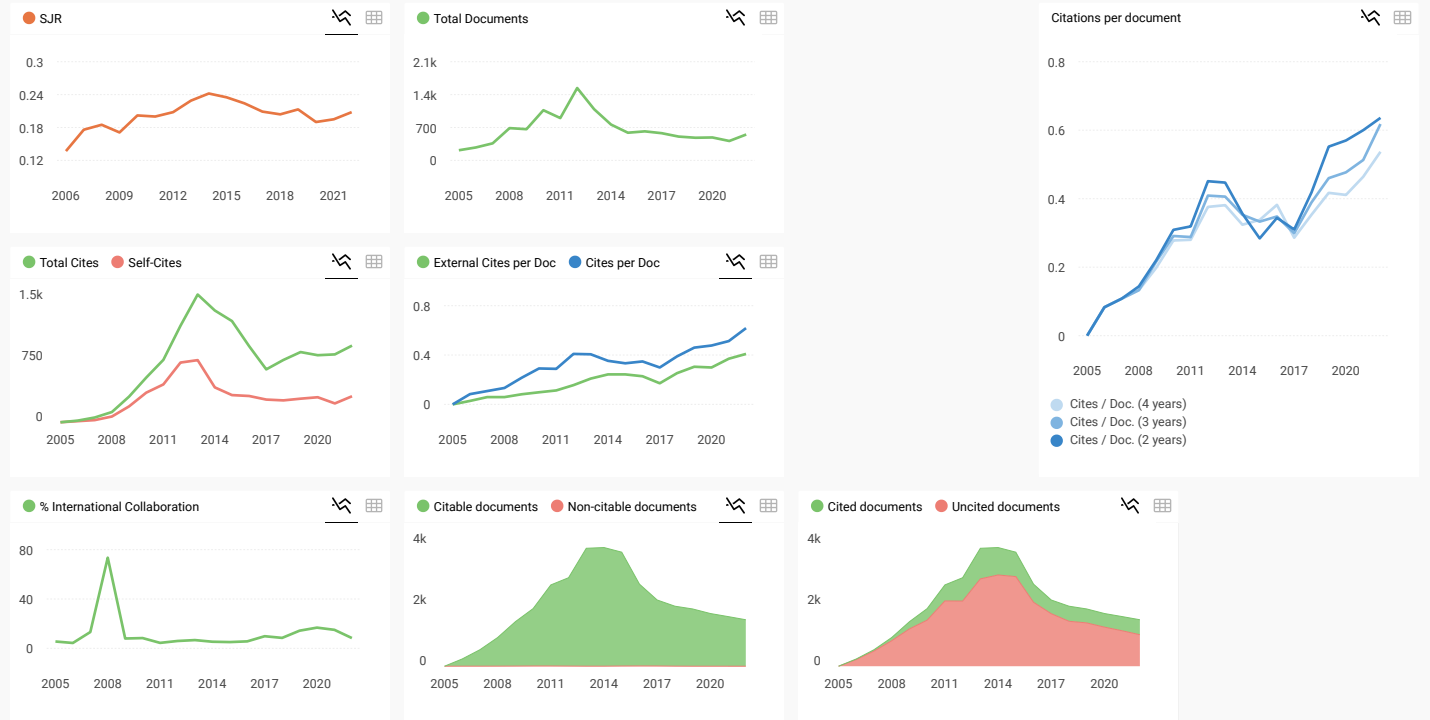 SJR
0.3
0.24
0.18
0.12
2006 2009 2012 2015 2018 2021
Total Documents
2.1k
1.4k
700
0
2005 2008 2011 2014 2017 2020
Citations per document
0.8
0.6
0.4
0.2
0
2005 2008 2011 2014 2017 2020
Cites / Doc. (4 years)
Cites / Doc. (3 years)
Cites / Doc. (2 years)
Total Cites Self-Cites
1.5k
750
0
2005 2008 2011 2014 2017 2020
External Cites per Doc Cites per Doc
0.8
0.4
0
2005 2008 2011 2014 2017 2020
% International Collaboration
80
40
0
2005 2008 2011 2014 2017 2020
Citable documents Non-citable documents
4k
2k
0
2005 2008 2011 2014 2017 2020
Cited documents Uncited documents
4k
2k
0
2005 2008 2011 2014 2017 2020